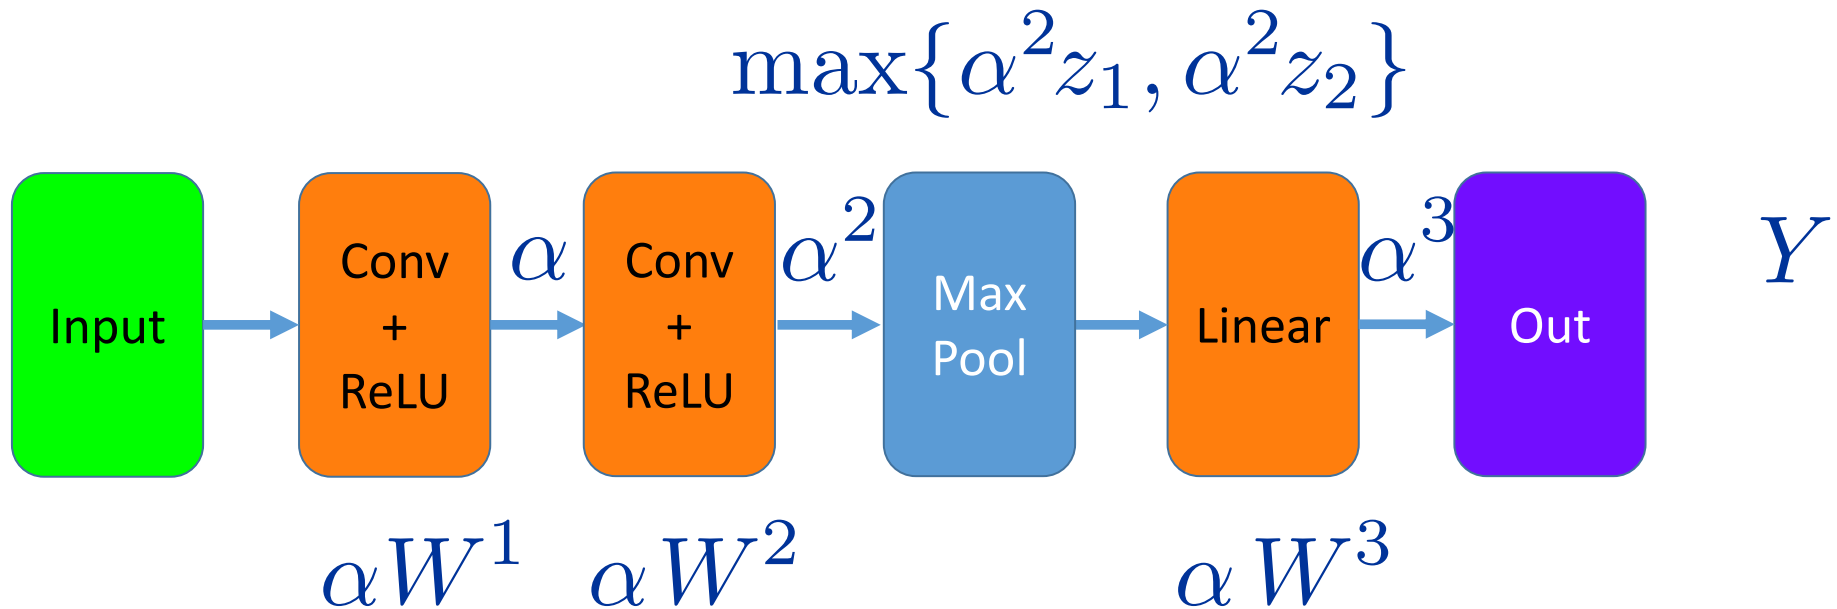 max{α²z₁, α²z₂}
Input
Conv
+
ReLU
α
Conv
+
ReLU
α²
Max
Pool
Linear
α³
Out
Y
αW¹
αW²
αW³